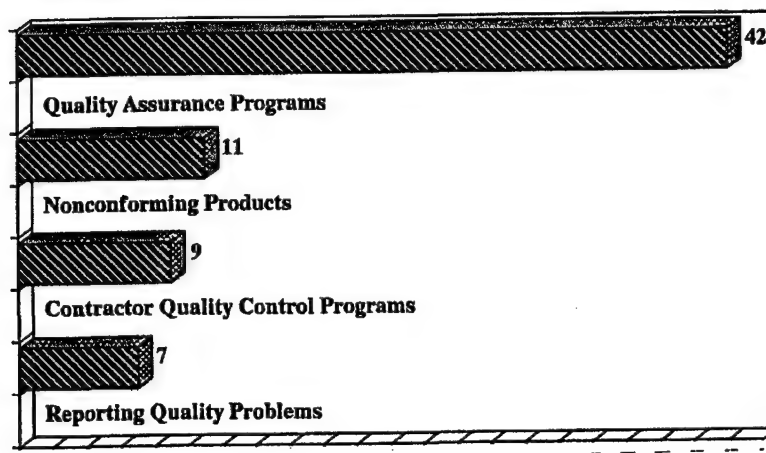 42
Quality Assurance Programs
11
Nonconforming Products
9
Contractor Quality Control Programs
7
Reporting Quality Problems